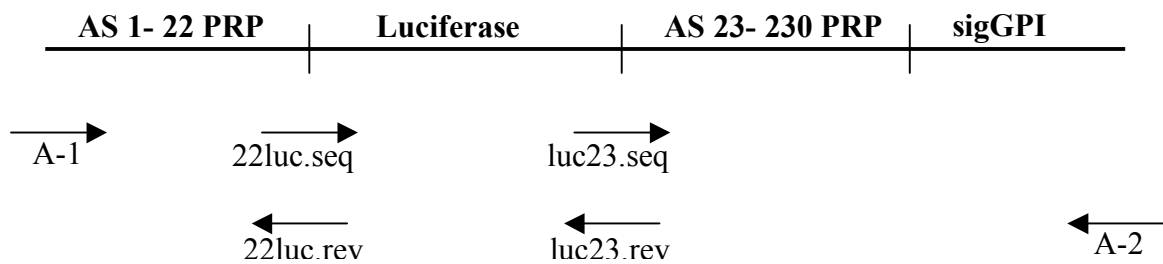 AS 1- 22 PRP Luciferase AS 23- 230 PRP sigGPI
A-1 22luc.seq luc23.seq
22luc.rev luc23.rev A-2